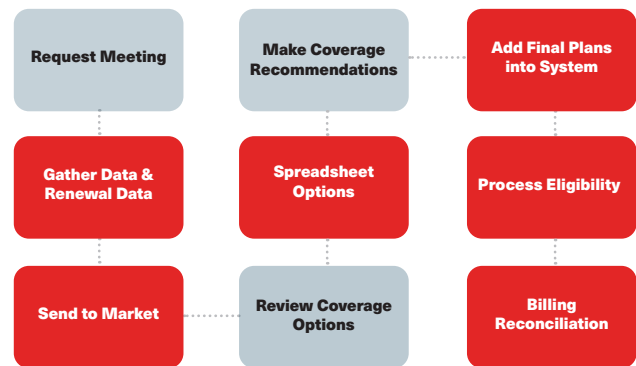 Request Meeting
Gather Data &
Renewal Data
Send to Market
Review Coverage
Options
Spreadsheet
Options
Make Coverage
Recommendations
Add Final Plans
into System
Process Eligibility
Billing
Reconciliation